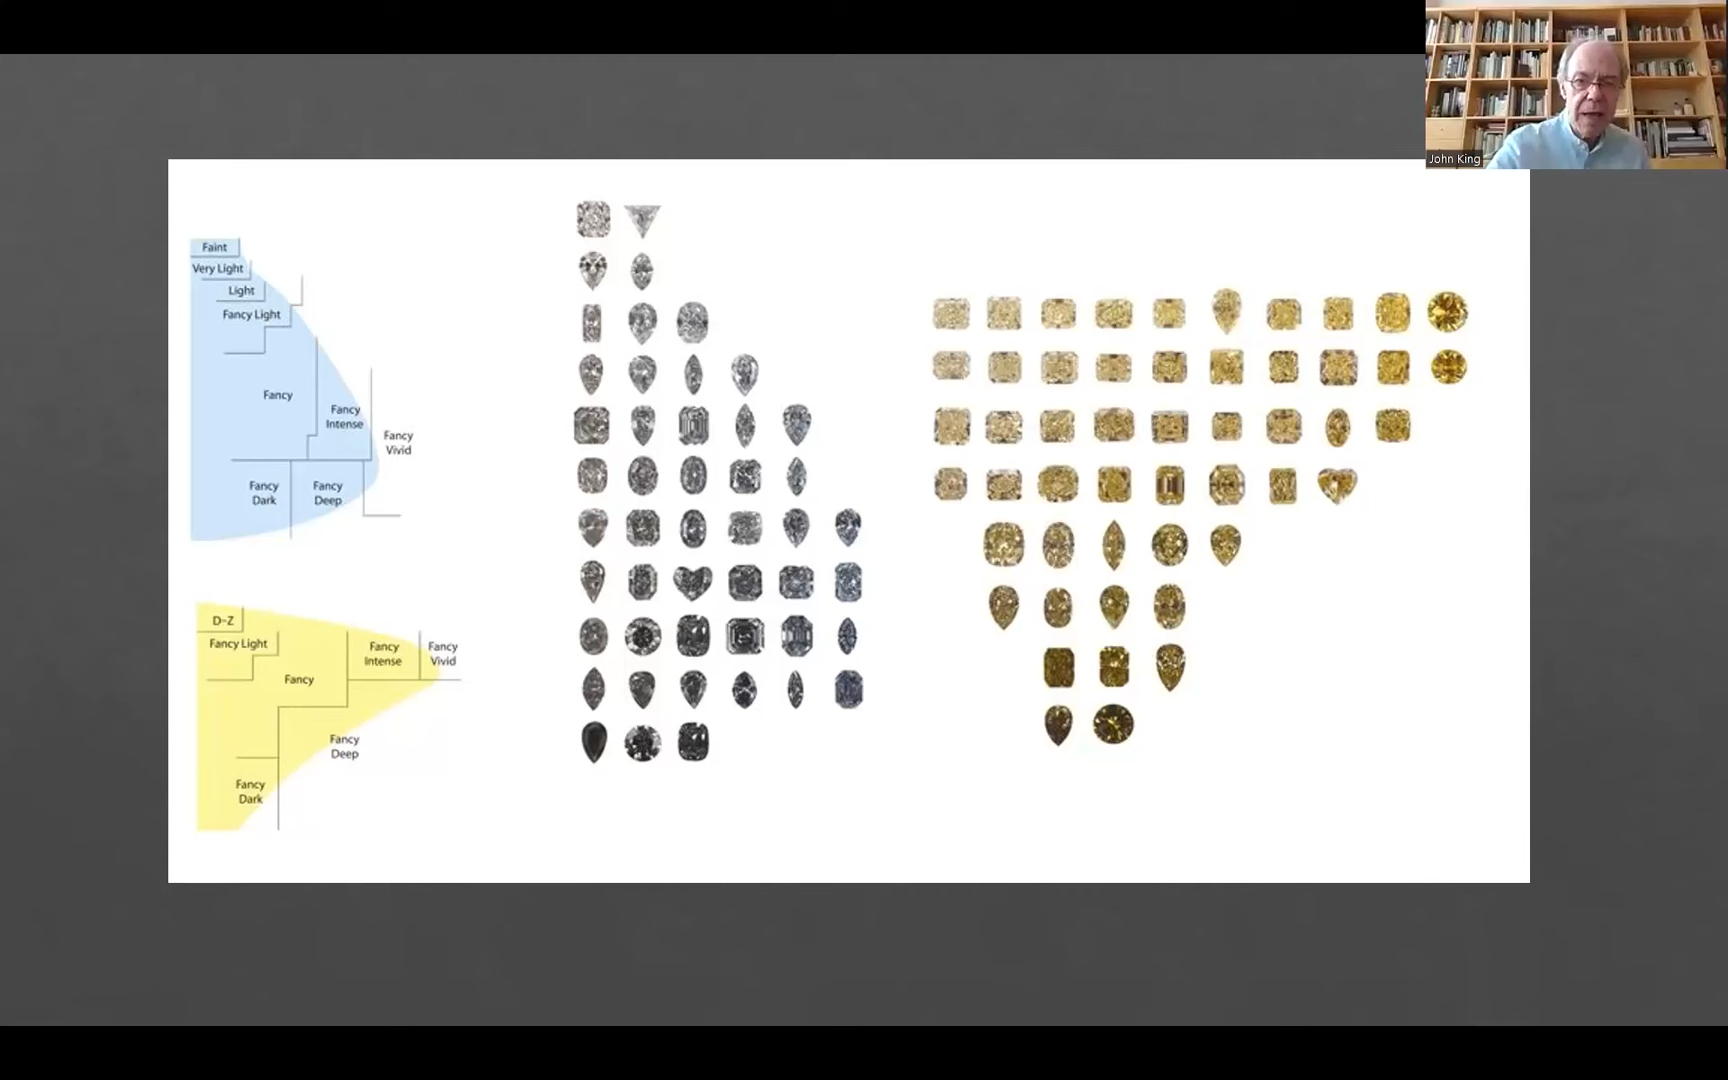 John King
Faint
Very Light
Light
Fancy Light
Fancy
Fancy
Intense
Fancy
Vivid
Fancy
Dark
Fancy
Deep
D-Z
Fancy Light
Fancy
Fancy
Intense
Fancy
Vivid
Fancy
Deep
Fancy
Dark